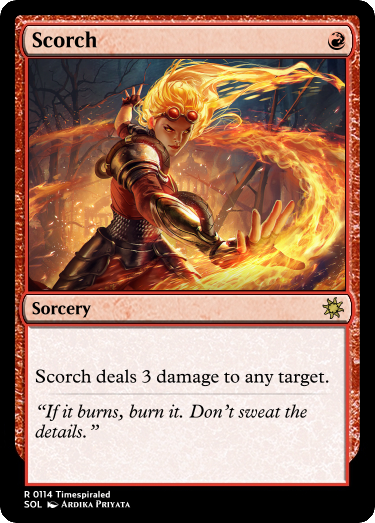 Scorch
Sorcery
Scorch deals 3 damage to any target.
“If it burns, burn it. Don’t sweat the
details.”
R 0114 Timespiraled
SOL ARDIKA PRIYATA